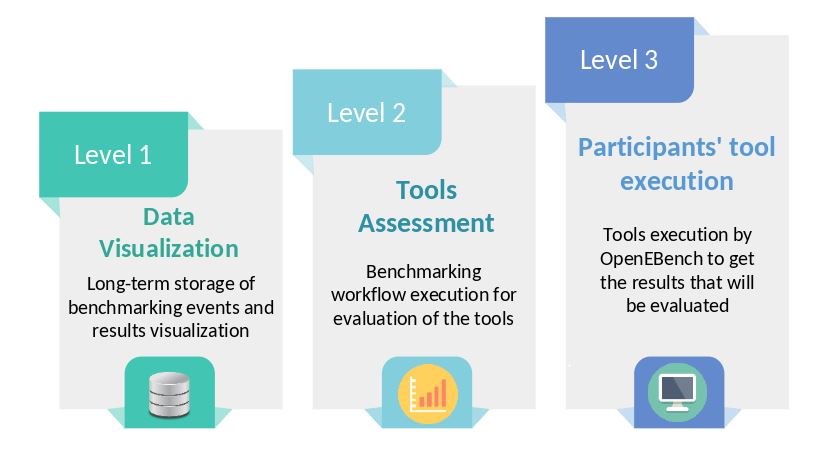 Level 1
Data
Visualization
Long-term storage of
benchmarking events and
results visualization
Level 2
Tools
Assessment
Benchmarking
workflow execution for
evaluation of the tools
Level 3
Participants' tool
execution
Tools execution by
OpenEBench to get
the results that will
be evaluated